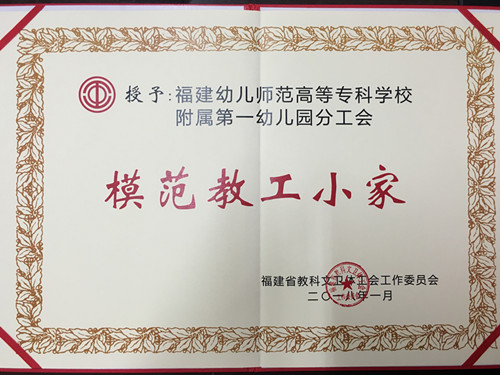 授予:福建幼儿师范高等专科学校
附属第一幼儿园分工会
模范教工小家
福建省教科文卫体工会工作委员会
二〇一八年一月